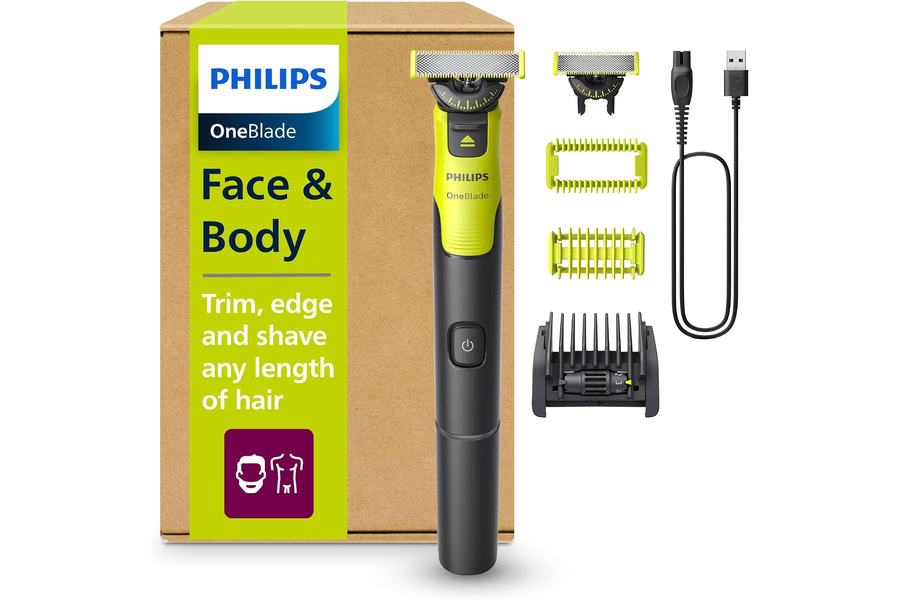 PHILIPS
OneBlade
Face &
Body
Trim, edge
and shave
any length
of hair
PHILIPS
OneBlade